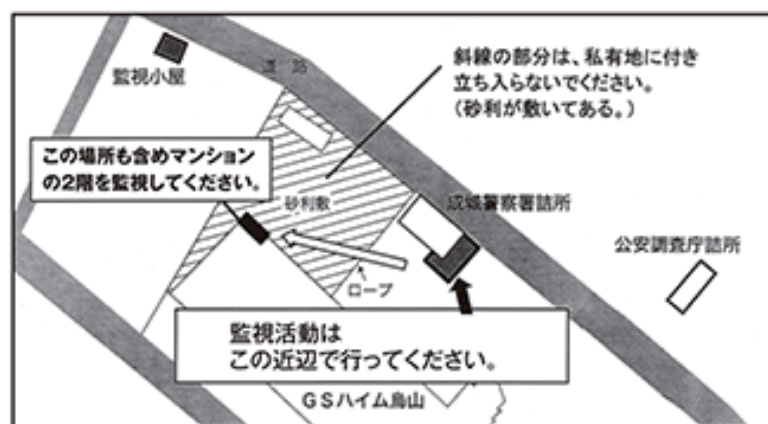 道路
監視小屋
斜線の部分は、私有地に付き
立ち入らないでください。
（砂利が敷いてある。）
この場所も含めマンション
の2階を監視してください。
砂利敷
成城警察署詰所
公安調査庁詰所
ロープ
監視活動は
この近辺で行ってください。
GSハイム烏山